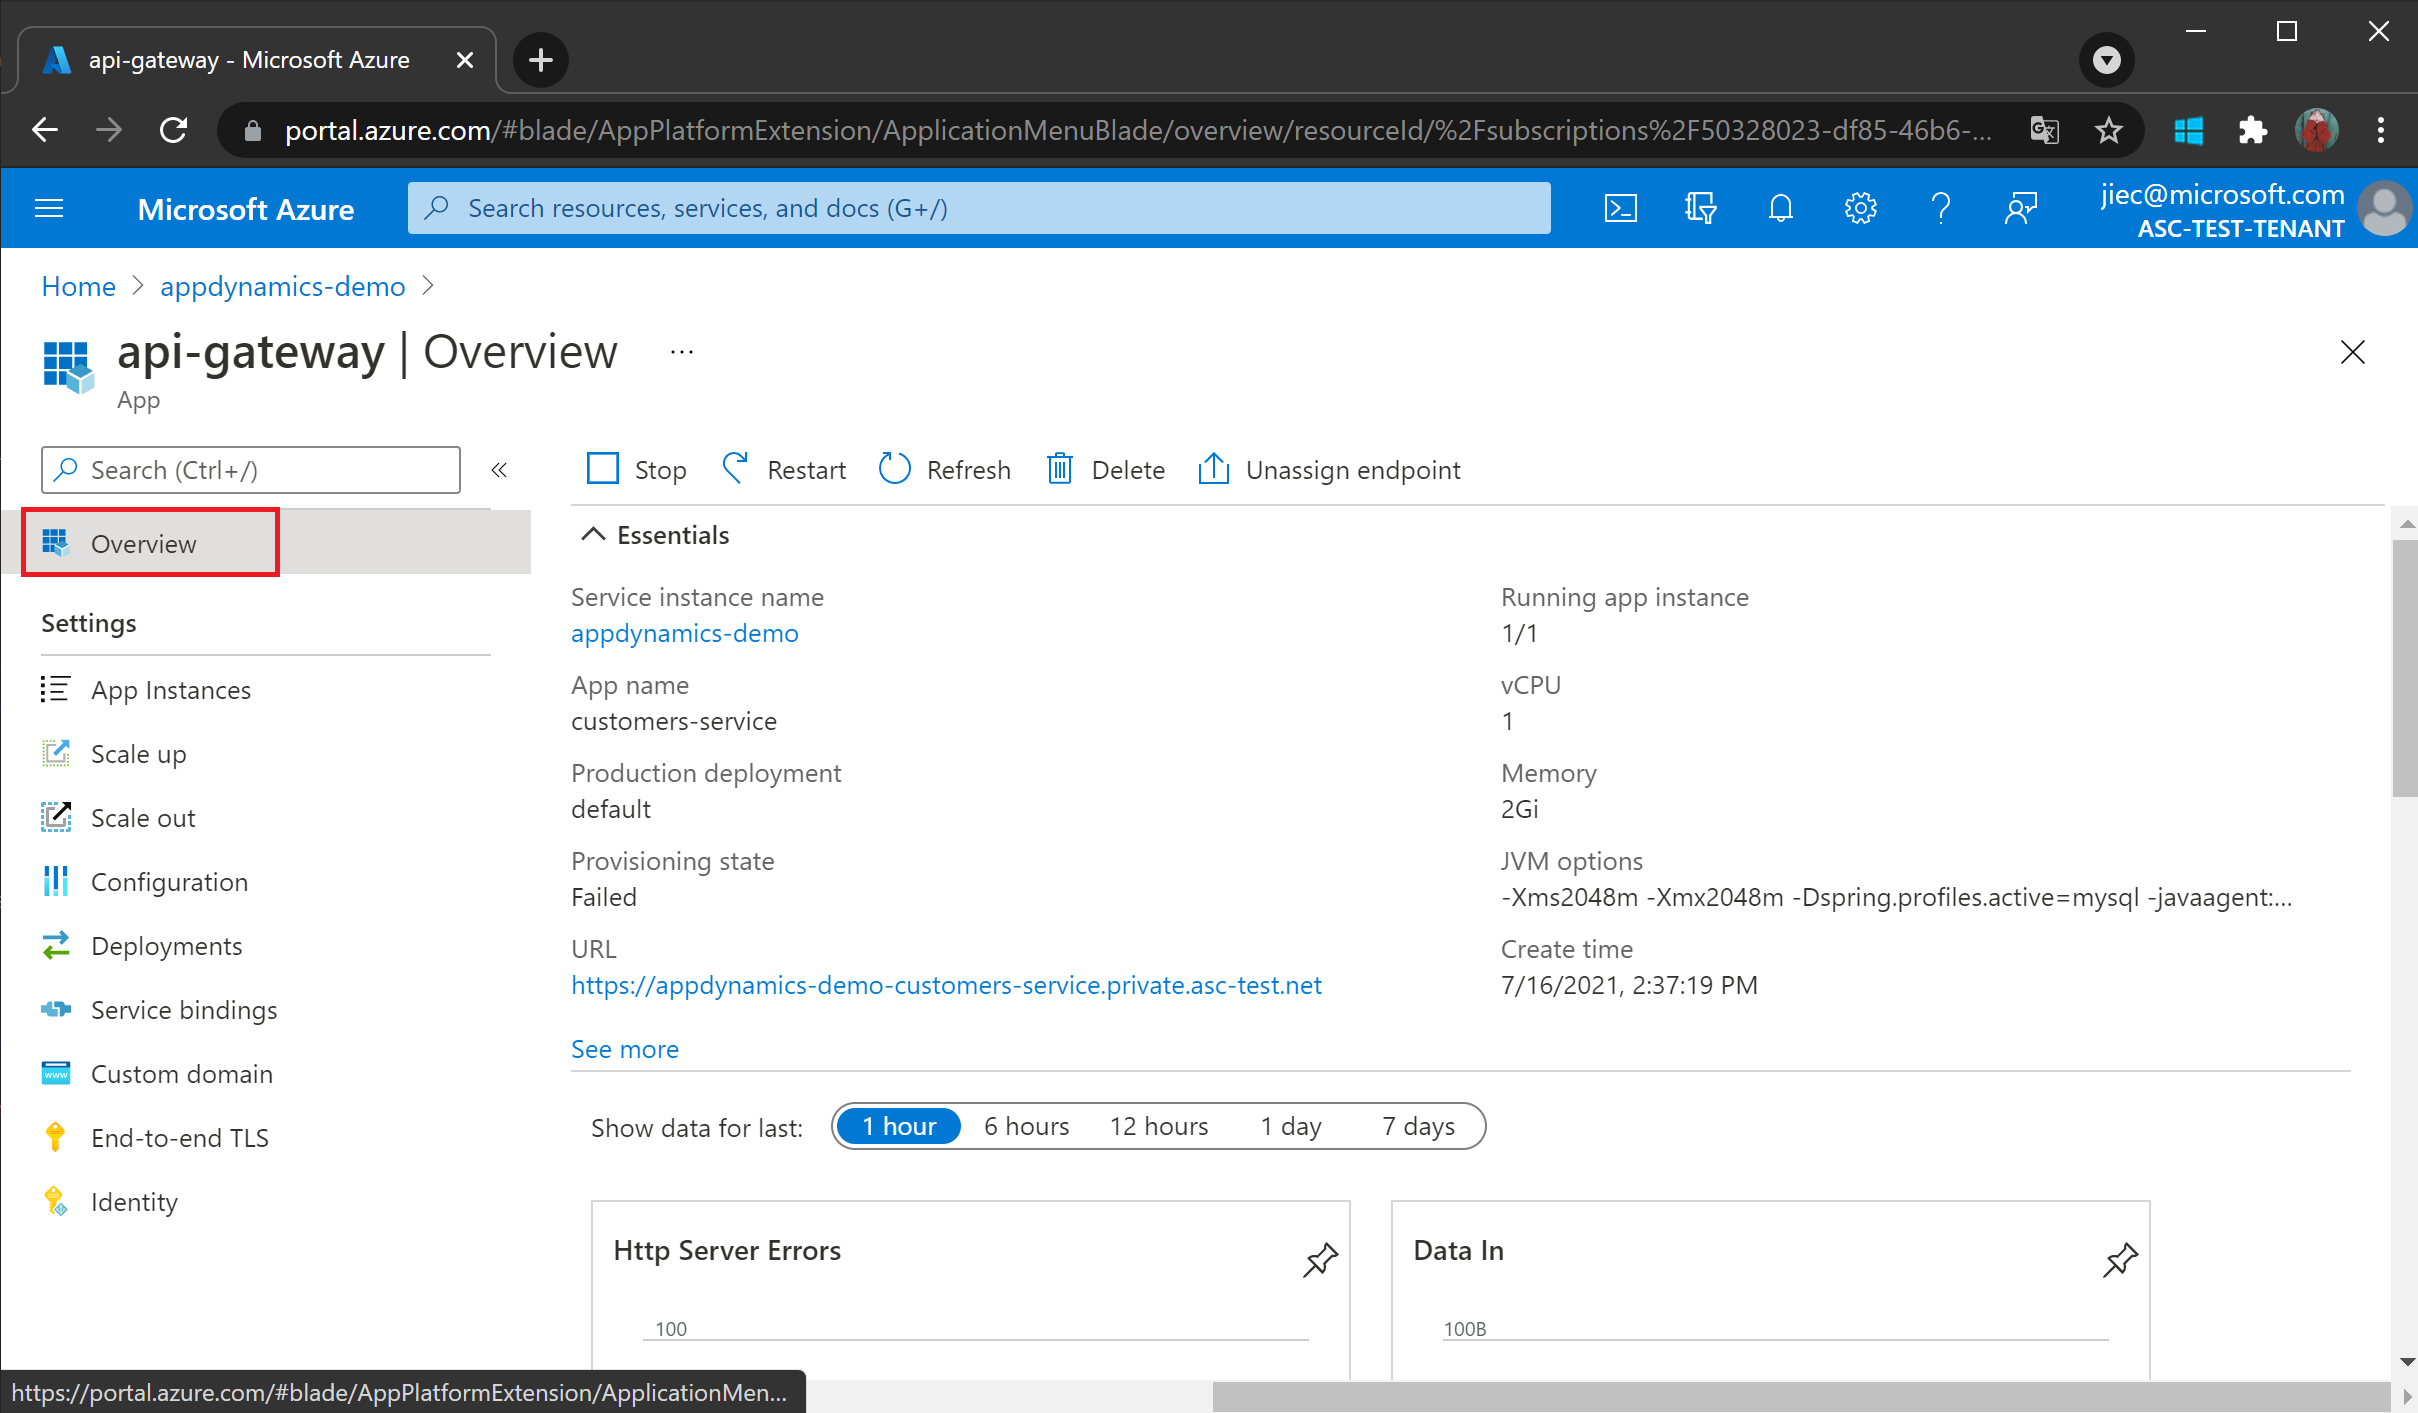 api-gateway - Microsoft Azure
portal.azure.com/#blade/AppPlatformExtension/ApplicationMenuBlade/overview/resourceId/%2Fsubscriptions%2F50328023-df85-46b6-...
Microsoft Azure
Search resources, services, and docs (G+/)
jiec@microsoft.com
ASC-TEST-TENANT
Home > appdynamics-demo >
api-gateway | Overview ...
App
Search (Ctrl+/)
«
Stop
Restart
Refresh
Delete
Unassign endpoint
Overview
Settings
App Instances
Scale up
Scale out
Configuration
Deployments
Service bindings
Custom domain
End-to-end TLS
Identity
Essentials
Service instance name
appdynamics-demo
App name
customers-service
Production deployment
default
Provisioning state
Failed
URL
https://appdynamics-demo-customers-service.private.asc-test.net
See more
Running app instance
1/1
vCPU
1
Memory
2Gi
JVM options
-Xms2048m -Xmx2048m -Dspring.profiles.active=mysql -javaagent:...
Create time
7/16/2021, 2:37:19 PM
Show data for last:
1 hour
6 hours
12 hours
1 day
7 days
Http Server Errors
100
Data In
100B
https://portal.azure.com/#blade/AppPlatformExtension/ApplicationMen...